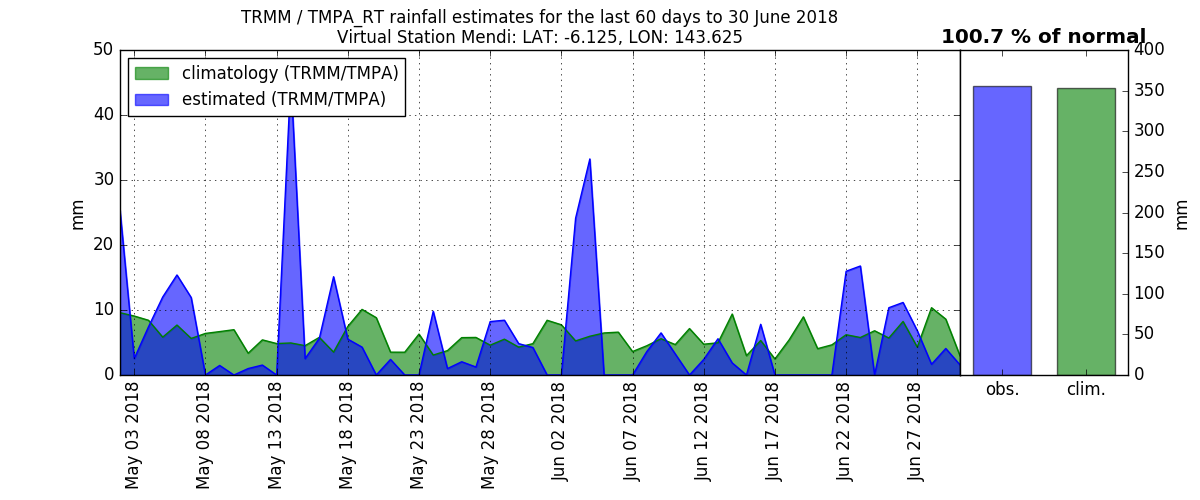 TRMM / TMPA_RT rainfall estimates for the last 60 days to 30 June 2018
Virtual Station Mendi: LAT: -6.125, LON: 143.625
100.7 % of normal
climatology (TRMM/TMPA)
estimated (TRMM/TMPA)
50
40
30
20
10
0
mm
May 03 2018
May 08 2018
May 13 2018
May 18 2018
May 23 2018
May 28 2018
Jun 02 2018
Jun 07 2018
Jun 12 2018
Jun 17 2018
Jun 22 2018
Jun 27 2018
obs.
clim.
400
350
300
250
200
150
100
50
0
mm